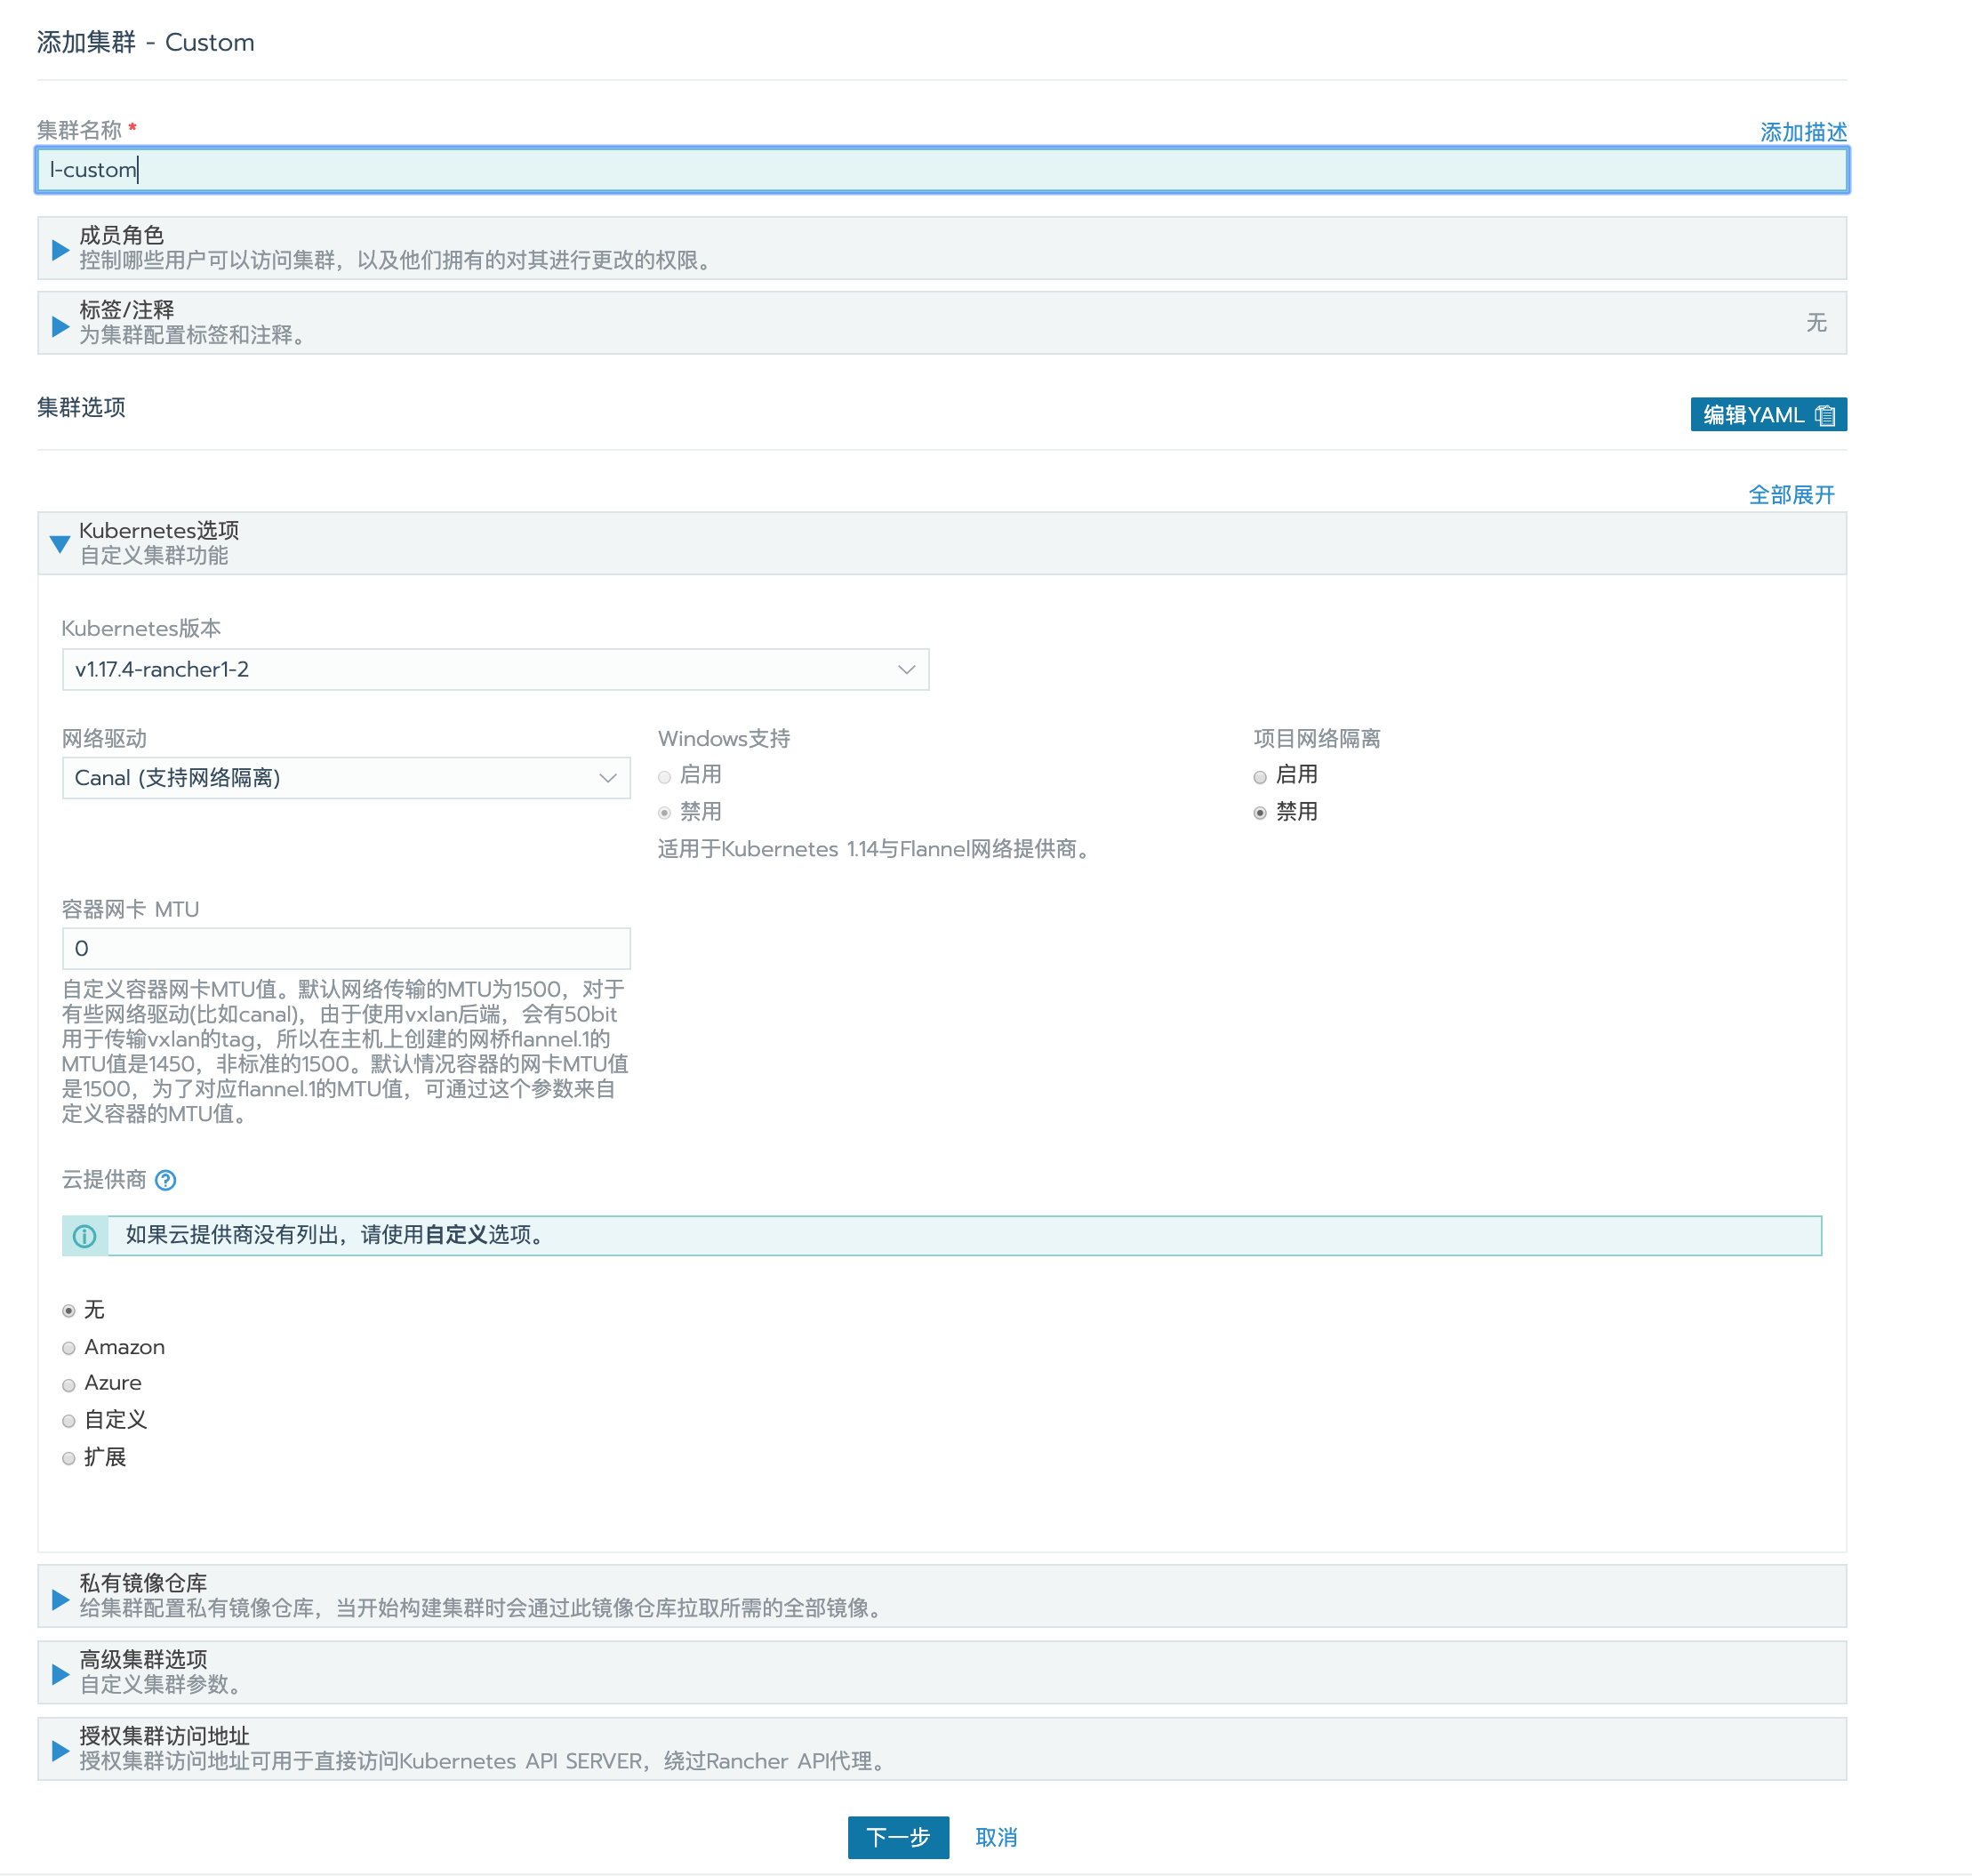 添加集群 - Custom
集群名称 *
添加描述
l-custom
成员角色
控制哪些用户可以访问集群，以及他们拥有的对其进行更改的权限。
标签/注释
为集群配置标签和注释。
无
集群选项
编辑YAML
全部展开
Kubernetes选项
自定义集群功能
Kubernetes版本
v1.17.4-rancher1-2
网络驱动
Canal (支持网络隔离)
Windows支持
启用
禁用
适用于Kubernetes 1.14与Flannel网络提供商。
项目网络隔离
启用
禁用
容器网卡 MTU
0
自定义容器网卡MTU值。默认网络传输的MTU为1500，对于
有些网络驱动(比如canal)，由于使用vxlan后端，会有50bit
用于传输vxlan的tag，所以在主机上创建的网桥flannel.1的
MTU值是1450，非标准的1500。默认情况容器的网卡MTU值
是1500，为了对应flannel.1的MTU值，可通过这个参数来自
定义容器的MTU值。
云提供商
如果云提供商没有列出，请使用自定义选项。
无
Amazon
Azure
自定义
扩展
私有镜像仓库
给集群配置私有镜像仓库，当开始构建集群时会通过此镜像仓库拉取所需的全部镜像。
高级集群选项
自定义集群参数。
授权集群访问地址
授权集群访问地址可用于直接访问Kubernetes API SERVER，绕过Rancher API代理。
下一步
取消